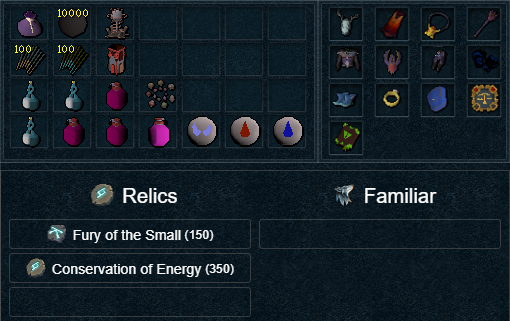 10000
100 100
Relics
Familiar
Fury of the Small (150)
Conservation of Energy (350)